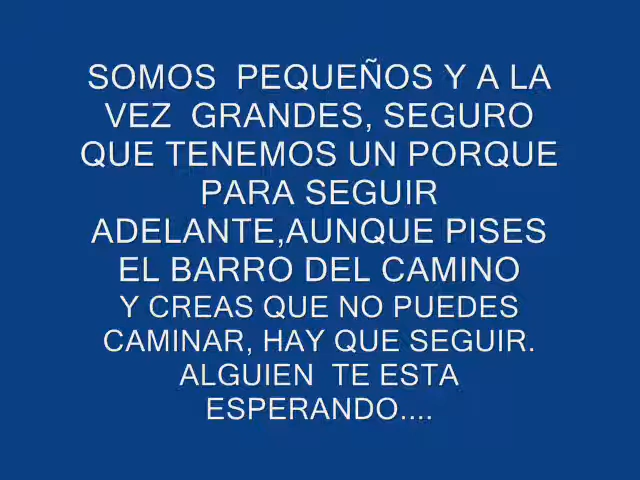 SOMOS  PEQUEÑOS Y A LA
VEZ  GRANDES, SEGURO
QUE TENEMOS UN PORQUE
PARA SEGUIR
ADELANTE,AUNQUE PISES
EL BARRO DEL CAMINO
Y CREAS QUE NO PUEDES
CAMINAR, HAY QUE SEGUIR.
ALGUIEN  TE ESTA
ESPERANDO....